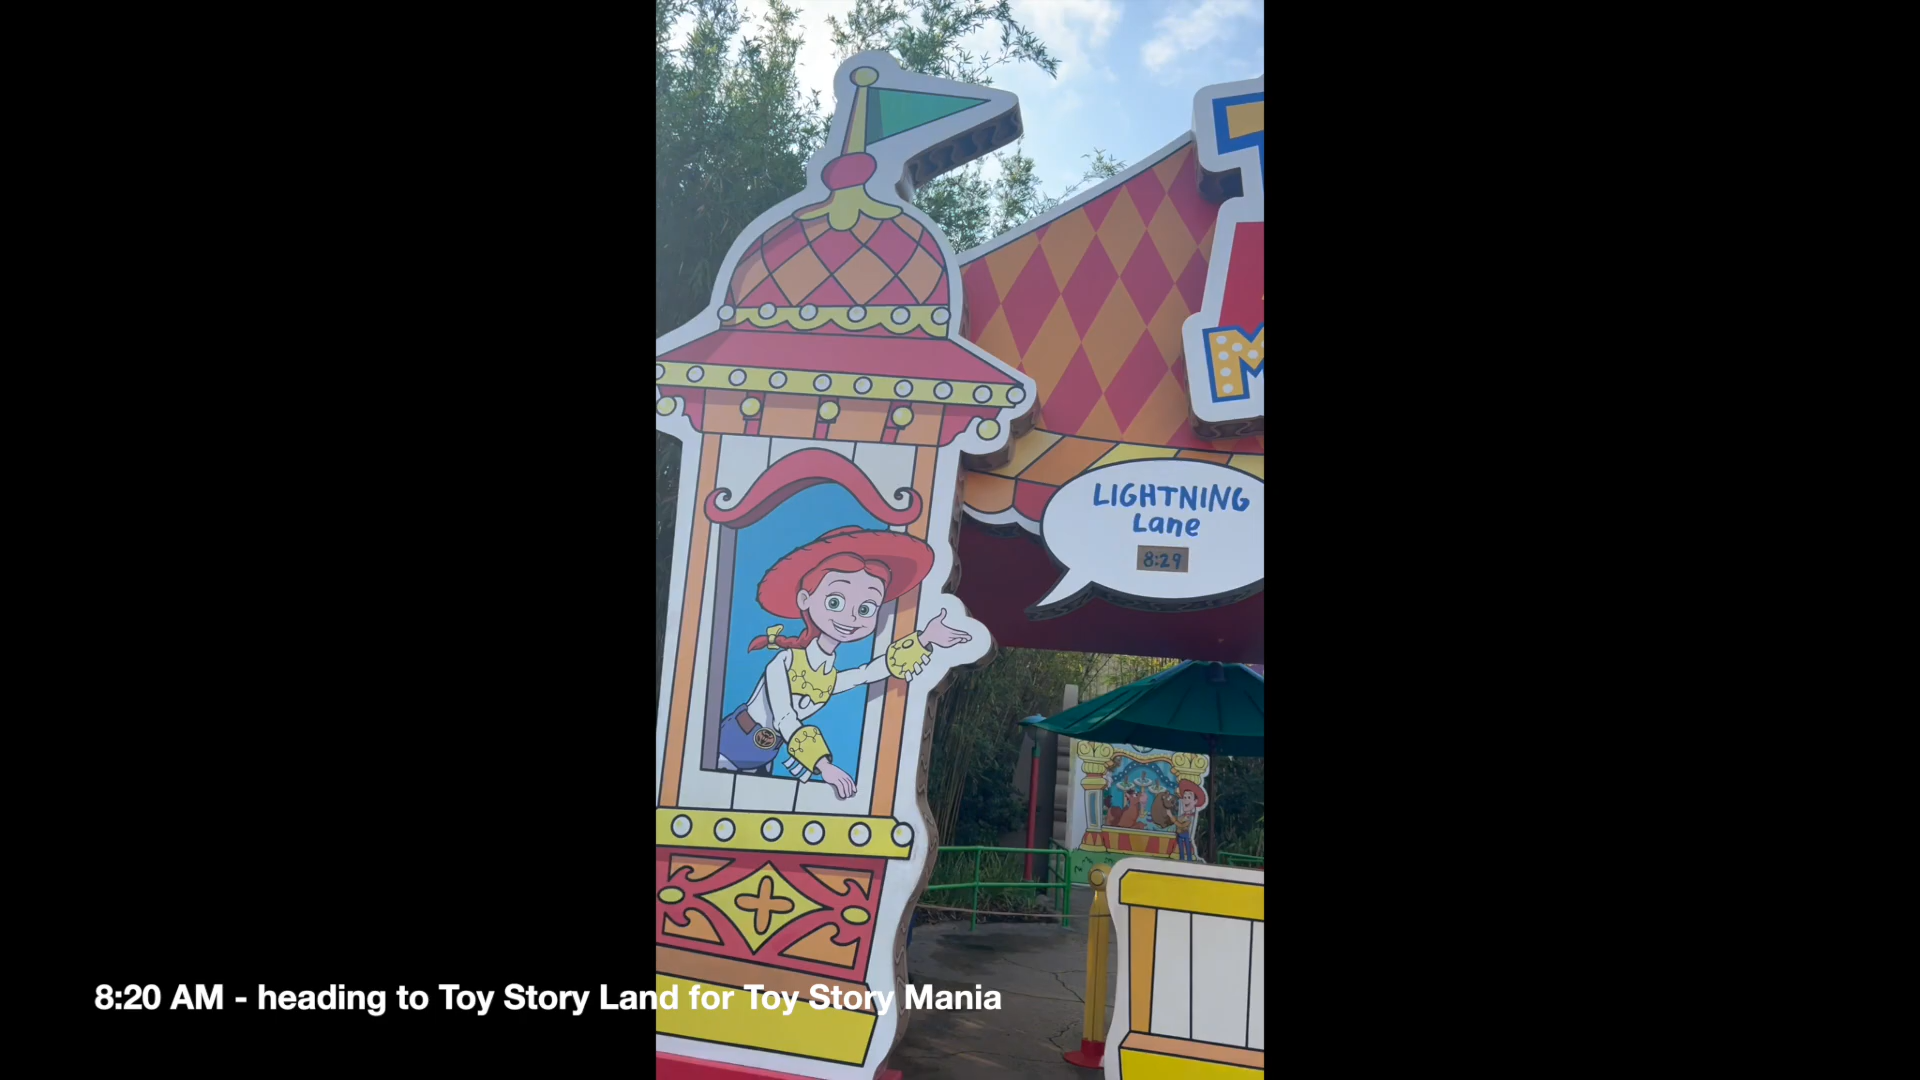 LIGHTNING
Lane
8:29
8:20 AM - heading to Toy Story Land for Toy Story Mania